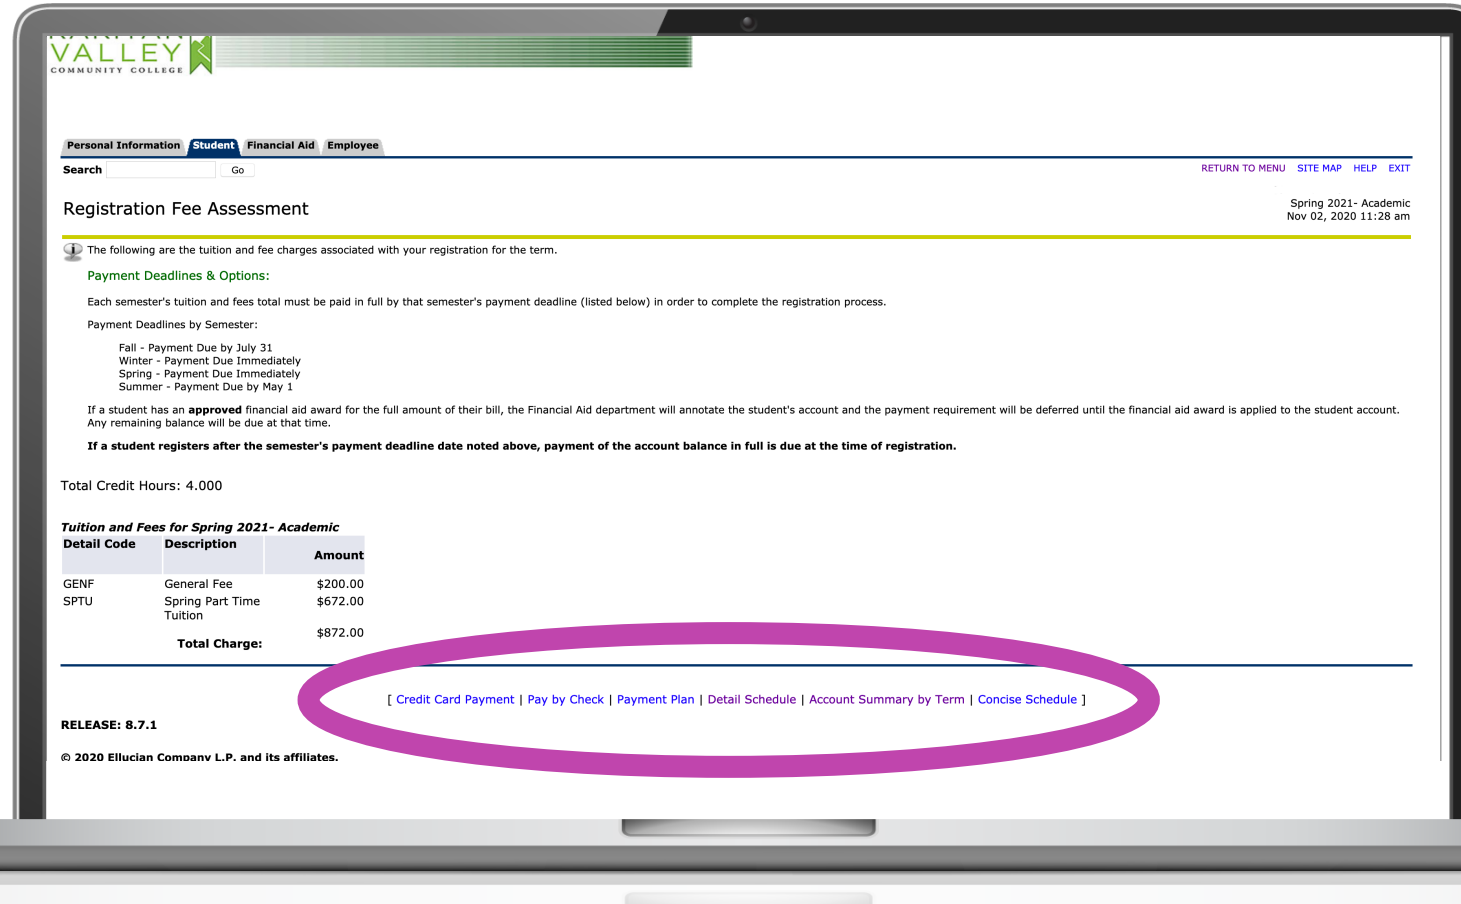 VALLEY
COMMUNITY COLLEGE
Personal Information Student Financial Aid Employee
Search Go
RETURN TO MENU SITE MAP HELP EXIT
Registration Fee Assessment
Spring 2021- Academic
Nov 02, 2020 11:28 am
The following are the tuition and fee charges associated with your registration for the term.
Payment Deadlines & Options:
Each semester's tuition and fees total must be paid in full by that semester's payment deadline (listed below) in order to complete the registration process.
Payment Deadlines by Semester:
Fall - Payment Due by July 31
Winter - Payment Due Immediately
Spring - Payment Due Immediately
Summer - Payment Due by May 1
If a student has an approved financial aid award for the full amount of their bill, the Financial Aid department will annotate the student's account and the payment requirement will be deferred until the financial aid award is applied to the student account.
Any remaining balance will be due at that time.
If a student registers after the semester's payment deadline date noted above, payment of the account balance in full is due at the time of registration.
Total Credit Hours: 4.000
Tuition and Fees for Spring 2021- Academic
Detail Code Description Amount
GENF General Fee $200.00
SPTU Spring Part Time $672.00
Tuition
Total Charge: $872.00
[ Credit Card Payment | Pay by Check | Payment Plan | Detail Schedule | Account Summary by Term | Concise Schedule ]
RELEASE: 8.7.1
© 2020 Ellucian Company L.P. and its affiliates.